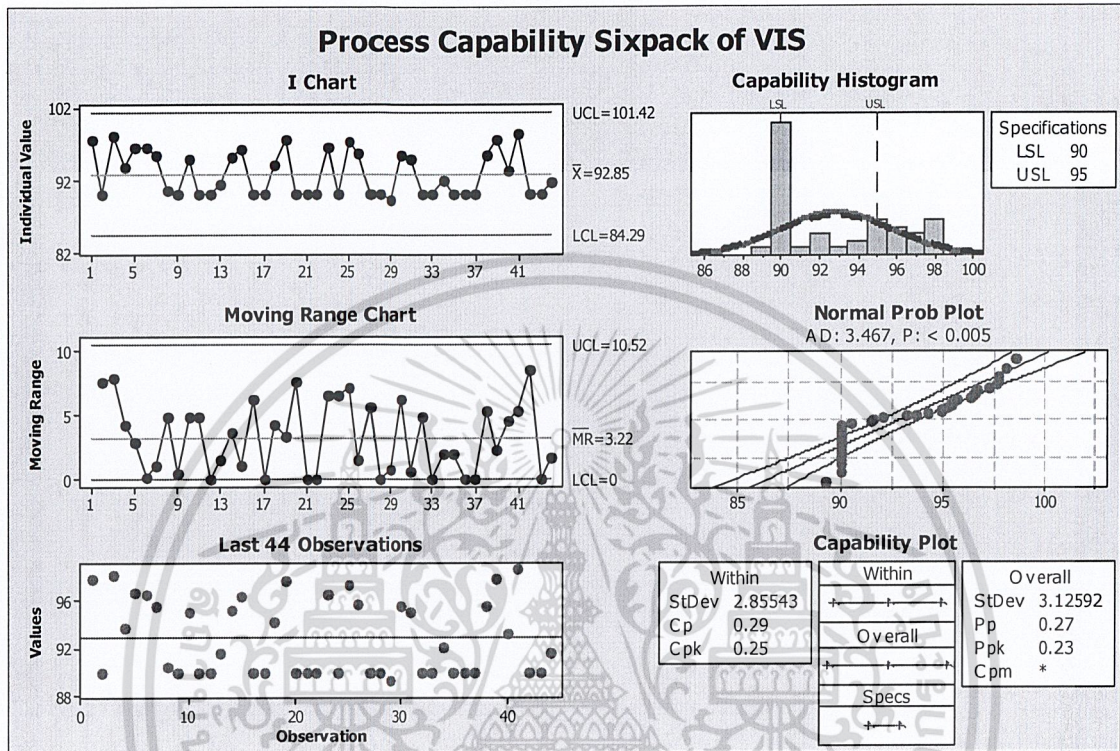 Process Capability Sixpack of VIS
I Chart
Individual Value
102
92
82
UCL=101.42
X̄=92.85
LCL=84.29
1 5 9 13 17 21 25 29 33 37 41
Moving Range Chart
Moving Range
10
5
0
UCL=10.52
M̄R̄=3.22
LCL=0
1 5 9 13 17 21 25 29 33 37 41
Last 44 Observations
Values
96
92
88
0 10 20 30 40
Observation
Capability Histogram
LSL USL
86 88 90 92 94 96 98 100
Specifications
LSL 90
USL 95
Normal Prob Plot
AD: 3.467, P: < 0.005
85 90 95 100
Capability Plot
Within
StDev 2.85543
Cp 0.29
Cpk 0.25
Within
Overall
Specs
Overall
StDev 3.12592
Pp 0.27
Ppk 0.23
Cpm *